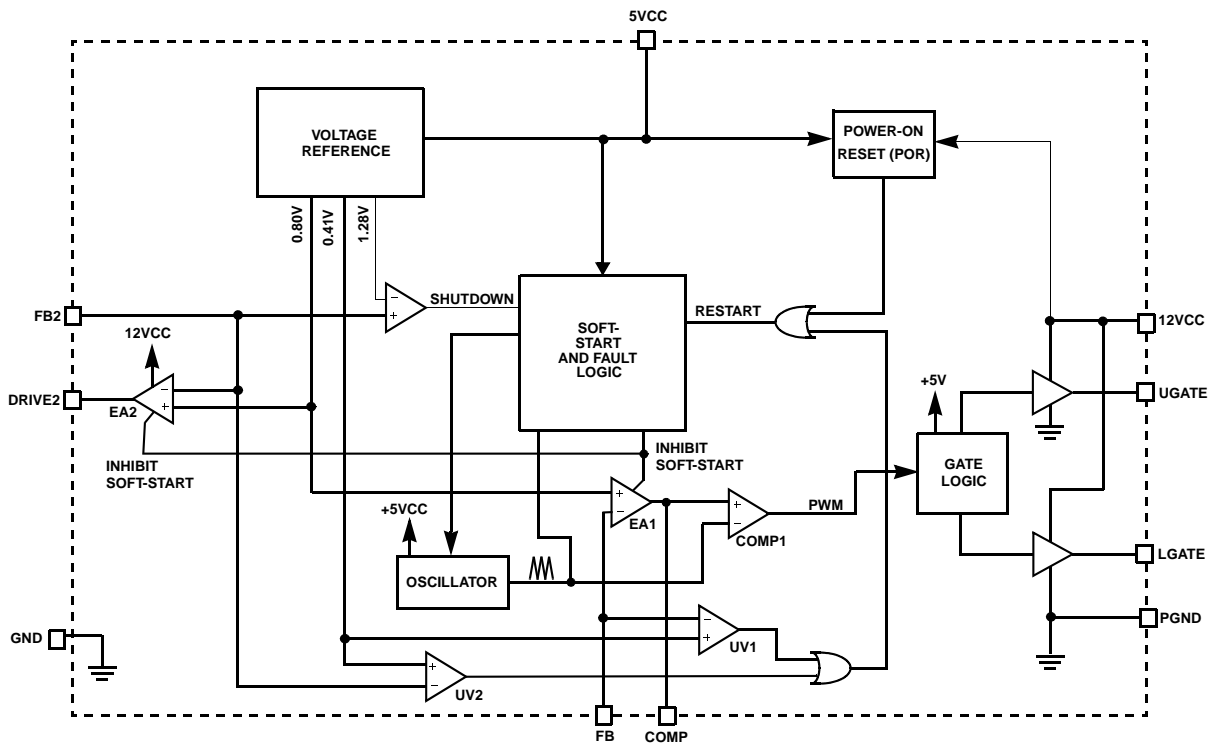 5VCC
VOLTAGE
REFERENCE
POWER-ON
RESET (POR)
0.80V
0.41V
1.28V
SHUTDOWN
FB2
12VCC
SOFT-
START
AND FAULT
LOGIC
RESTART
12VCC
DRIVE2
EA2
+5V
UGATE
INHIBIT
SOFT-START
INHIBIT
SOFT-START
GATE
LOGIC
+5VCC
EA1
PWM
COMP1
OSCILLATOR
LGATE
GND
PGND
UV1
UV2
FB
COMP